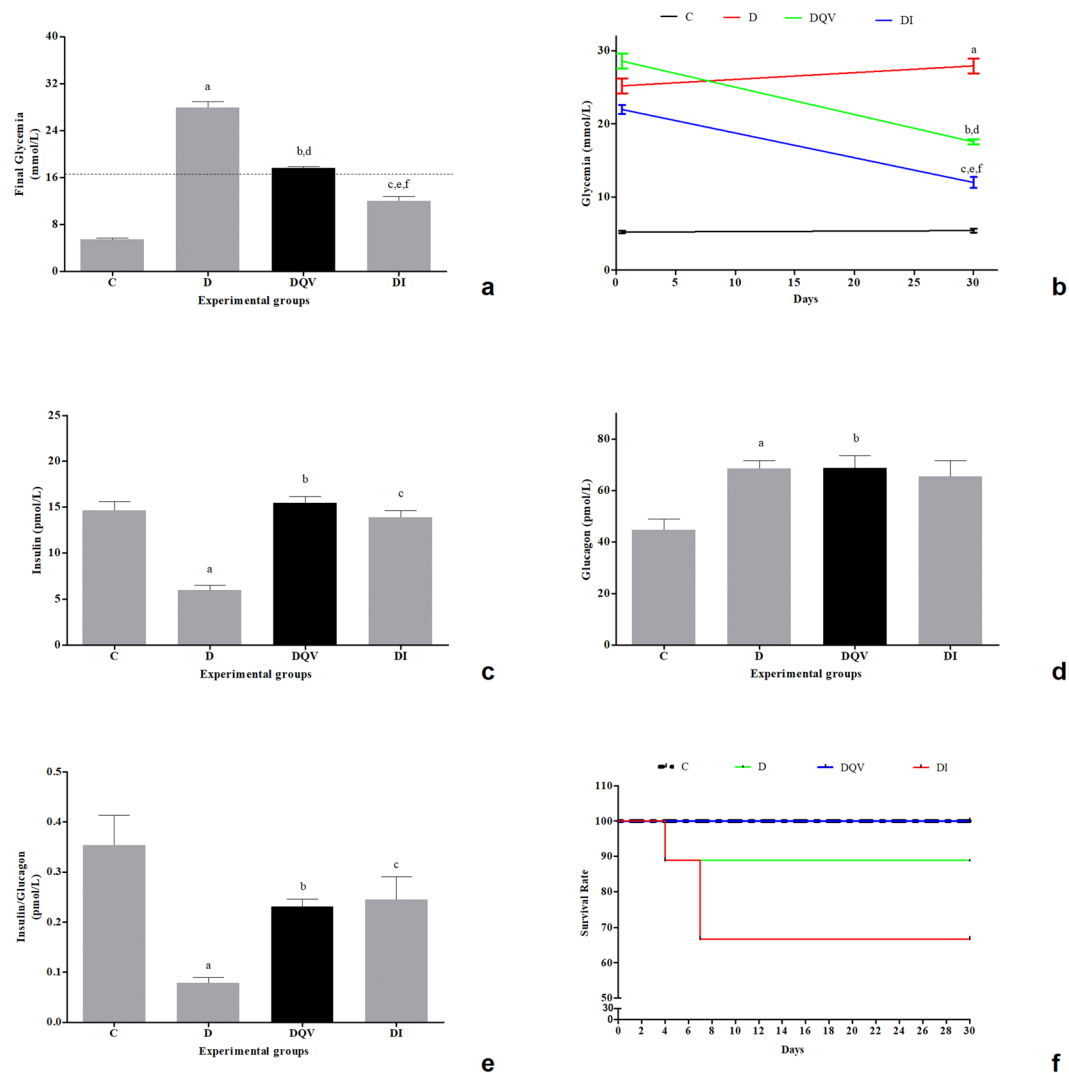 C D DQV DI
40
32
24
16
8
0
Final Glycemia
(mmol/L)
a
b,d
c,e,f
C D DQV DI
Experimental groups
a
30
20
10
0
Glycemia (mmol/L)
a
b,d
c,e,f
0 5 10 15 20 25 30
Days
b
25
20
15
10
5
0
Insulin (pmol/L)
a
b
c
C D DQV DI
Experimental groups
c
80
60
40
20
0
Glucagon (pmol/L)
a
b
C D DQV DI
Experimental groups
d
0.5
0.4
0.3
0.2
0.1
0.0
Insulin/Glucagon
(pmol/L)
a
b
c
C D DQV DI
Experimental groups
e
C D DQV DI
110
100
90
80
70
60
50
30
0
Survival Rate
0 2 4 6 8 10 12 14 16 18 20 22 24 26 28 30
Days
f